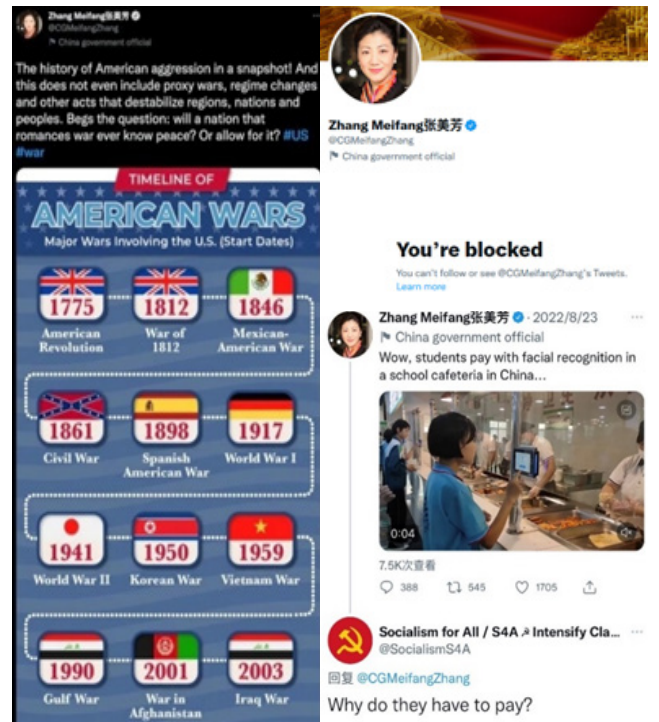 Zhang Meifang张美芳
@CGMeifangZhang
China government official
The history of American aggression in a snapshot! And
this does not even include proxy wars, regime changes
and other acts that destabilize regions, nations and
peoples. Begs the question: will a nation that
romances war ever know peace? Or allow for it? #US
#war
TIMELINE OF
AMERICAN WARS
Major Wars Involving the U.S. (Start Dates)
1775
1812
1846
American
Revolution
War of
1812
Mexican-
American War
1861
1898
1917
Civil War
Spanish
American War
World War I
1941
1950
1959
World War II
Korean War
Vietnam War
1990
2001
2003
Gulf War
War in
Afghanistan
Iraq War
Zhang Meifang张美芳
@CGMeifangZhang
China government official
You're blocked
You can't follow or see @CGMeifangZhang's Tweets.
Learn more
Zhang Meifang张美芳 · 2022/8/23
China government official
Wow, students pay with facial recognition in
a school cafeteria in China...
0:04
7.5K次查看
388 545 1705
Socialism for All / S4A ☭ Intensify Cla...
@SocialismS4A
回复 @CGMeifangZhang
Why do they have to pay?